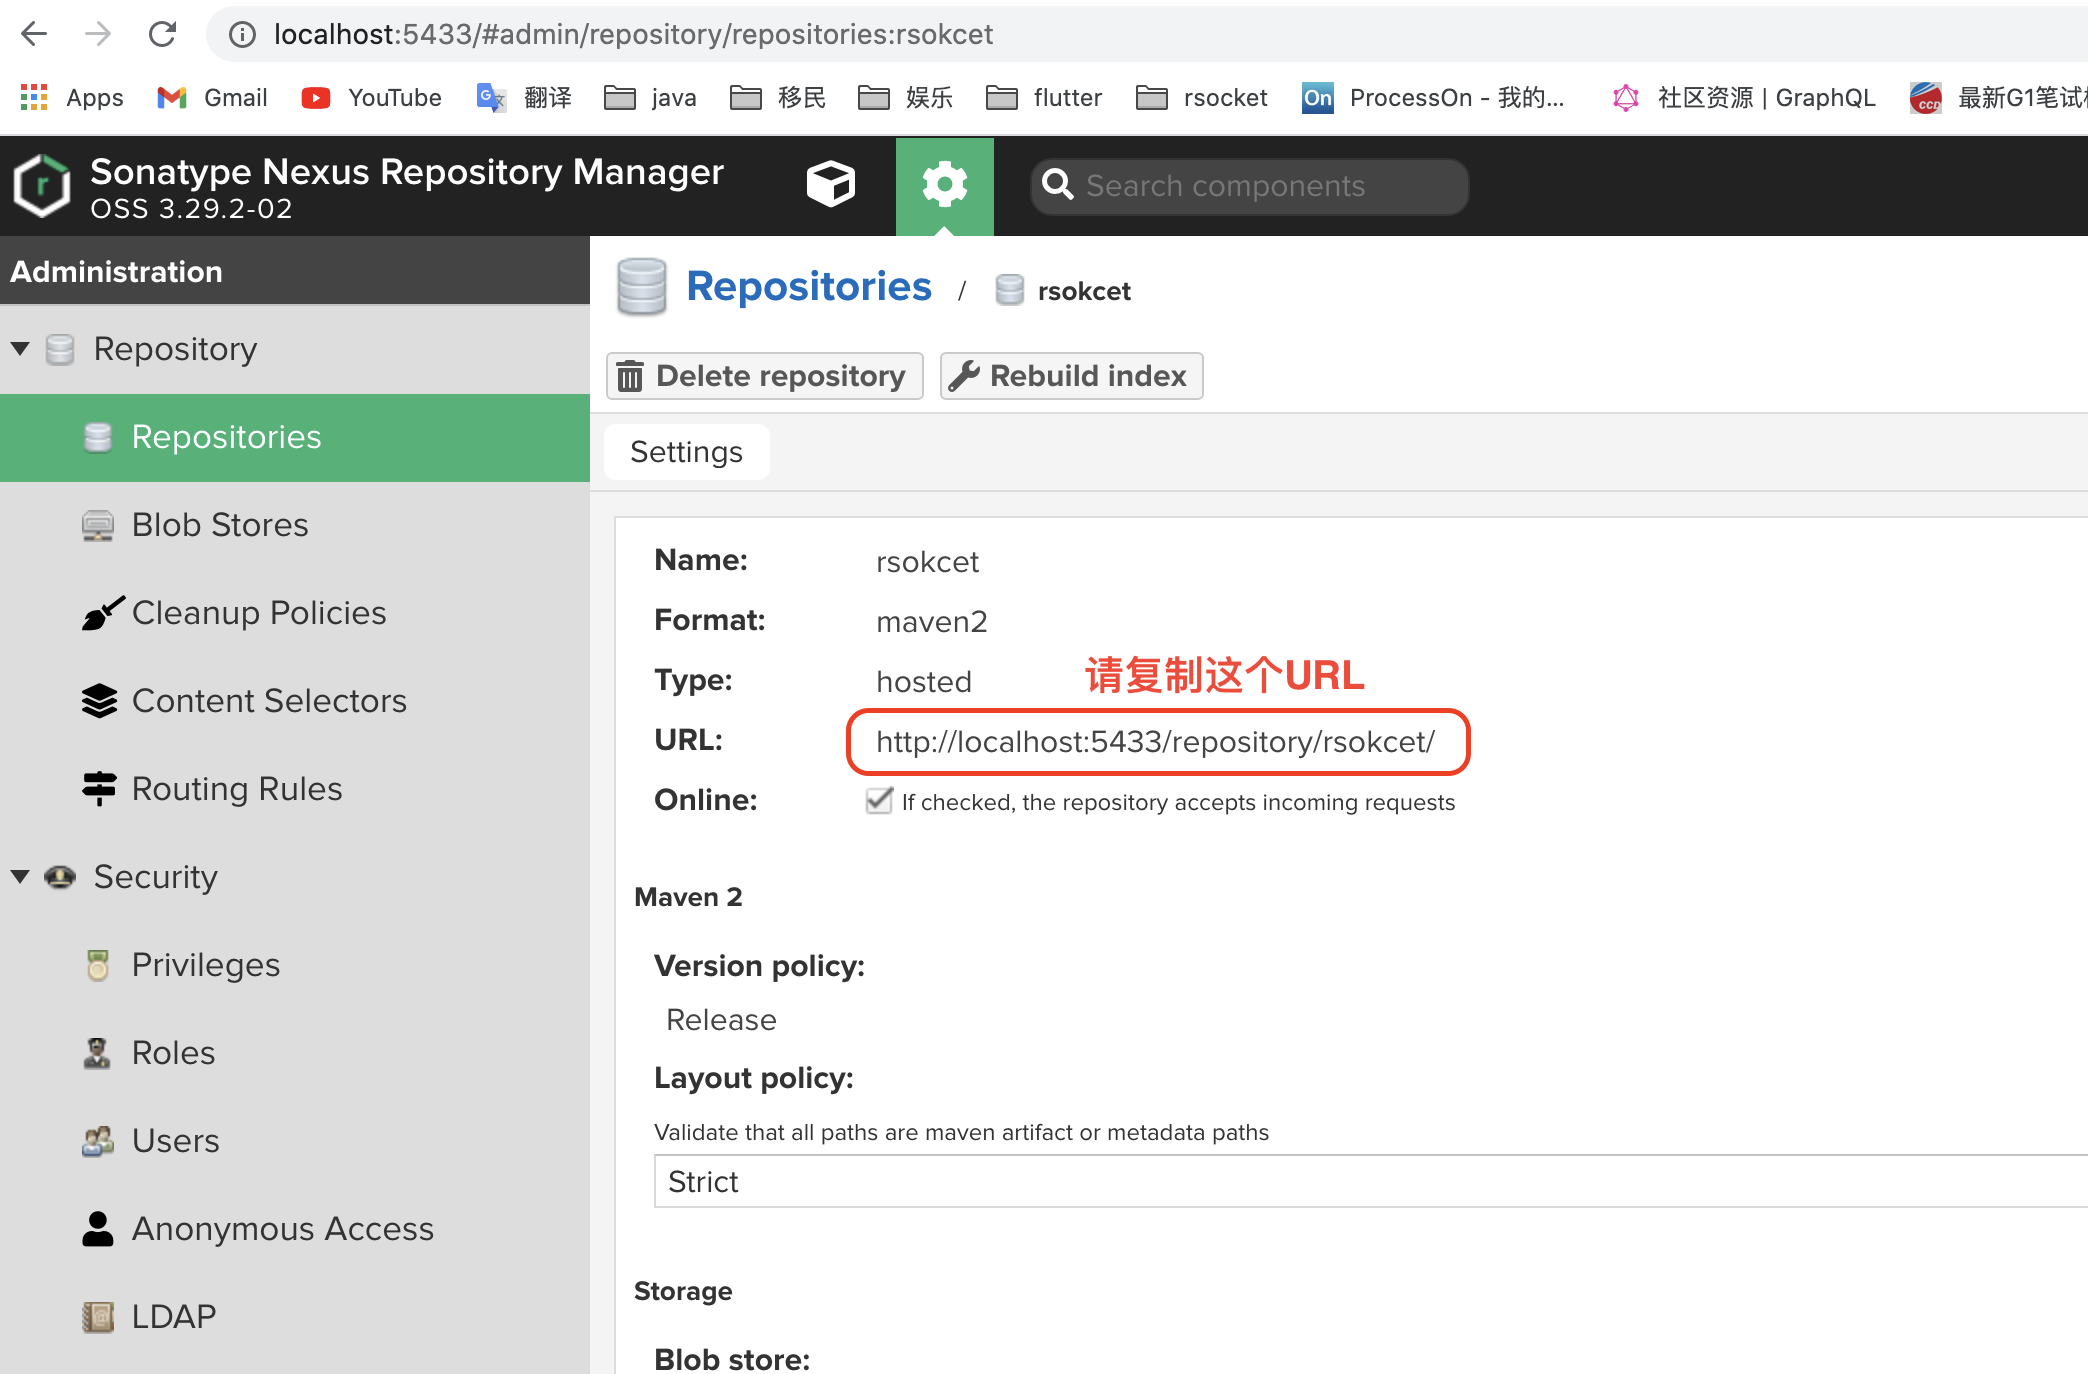 localhost:5433/#admin/repository/repositories:rsokcet
Apps Gmail YouTube 翻译 java 移民 娱乐 flutter rsocket On ProcessOn - 我的... 社区资源 | GraphQL CCD 最新G1笔试
Sonatype Nexus Repository Manager
OSS 3.29.2-02
Search components
Administration
Repositories / rsokcet
Repository
Delete repository Rebuild index
Repositories
Settings
Blob Stores
Name: rsokcet
Cleanup Policies
Format: maven2
请复制这个URL
Type: hosted
Content Selectors
URL: http://localhost:5433/repository/rsokcet/
Routing Rules
Online: If checked, the repository accepts incoming requests
Security
Maven 2
Privileges
Version policy:
Release
Roles
Layout policy:
Validate that all paths are maven artifact or metadata paths
Users
Strict
Anonymous Access
Storage
LDAP
Blob store: